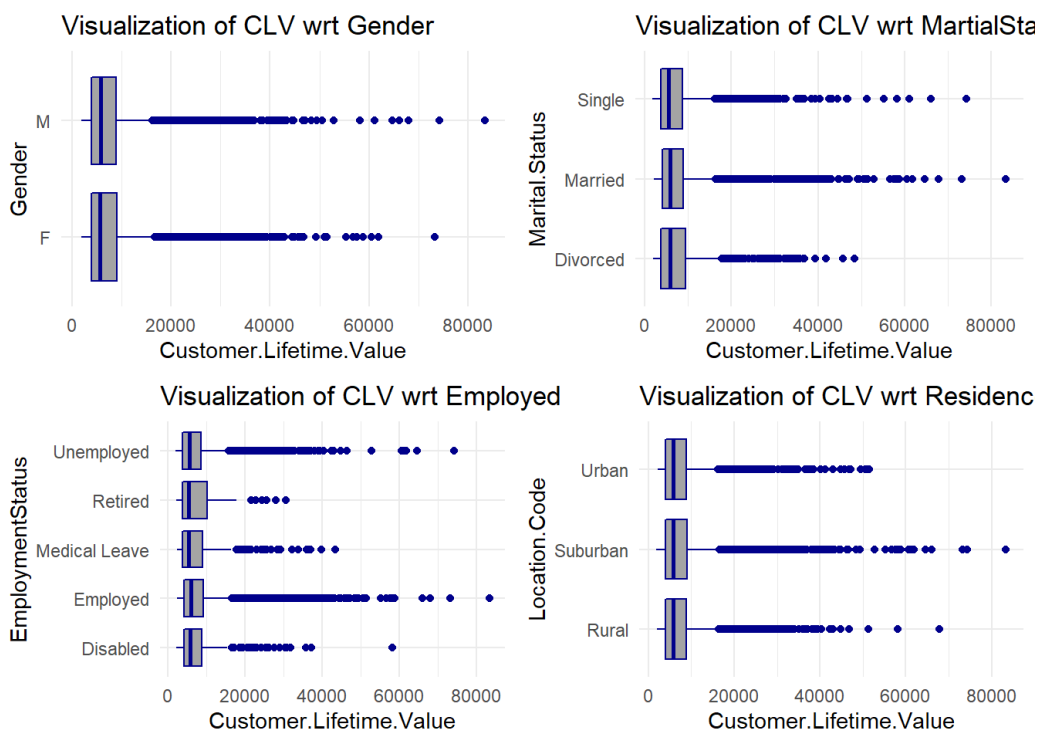 Visualization of CLV wrt Gender
M
F
Gender
0 20000 40000 60000 80000
Customer.Lifetime.Value
Visualization of CLV wrt MartialSta
Single
Married
Divorced
Marital.Status
0 20000 40000 60000 80000
Customer.Lifetime.Value
Visualization of CLV wrt Employed
Unemployed
Retired
Medical Leave
Employed
Disabled
EmploymentStatus
0 20000 40000 60000 80000
Customer.Lifetime.Value
Visualization of CLV wrt Residenc
Urban
Suburban
Rural
Location.Code
0 20000 40000 60000 80000
Customer.Lifetime.Value